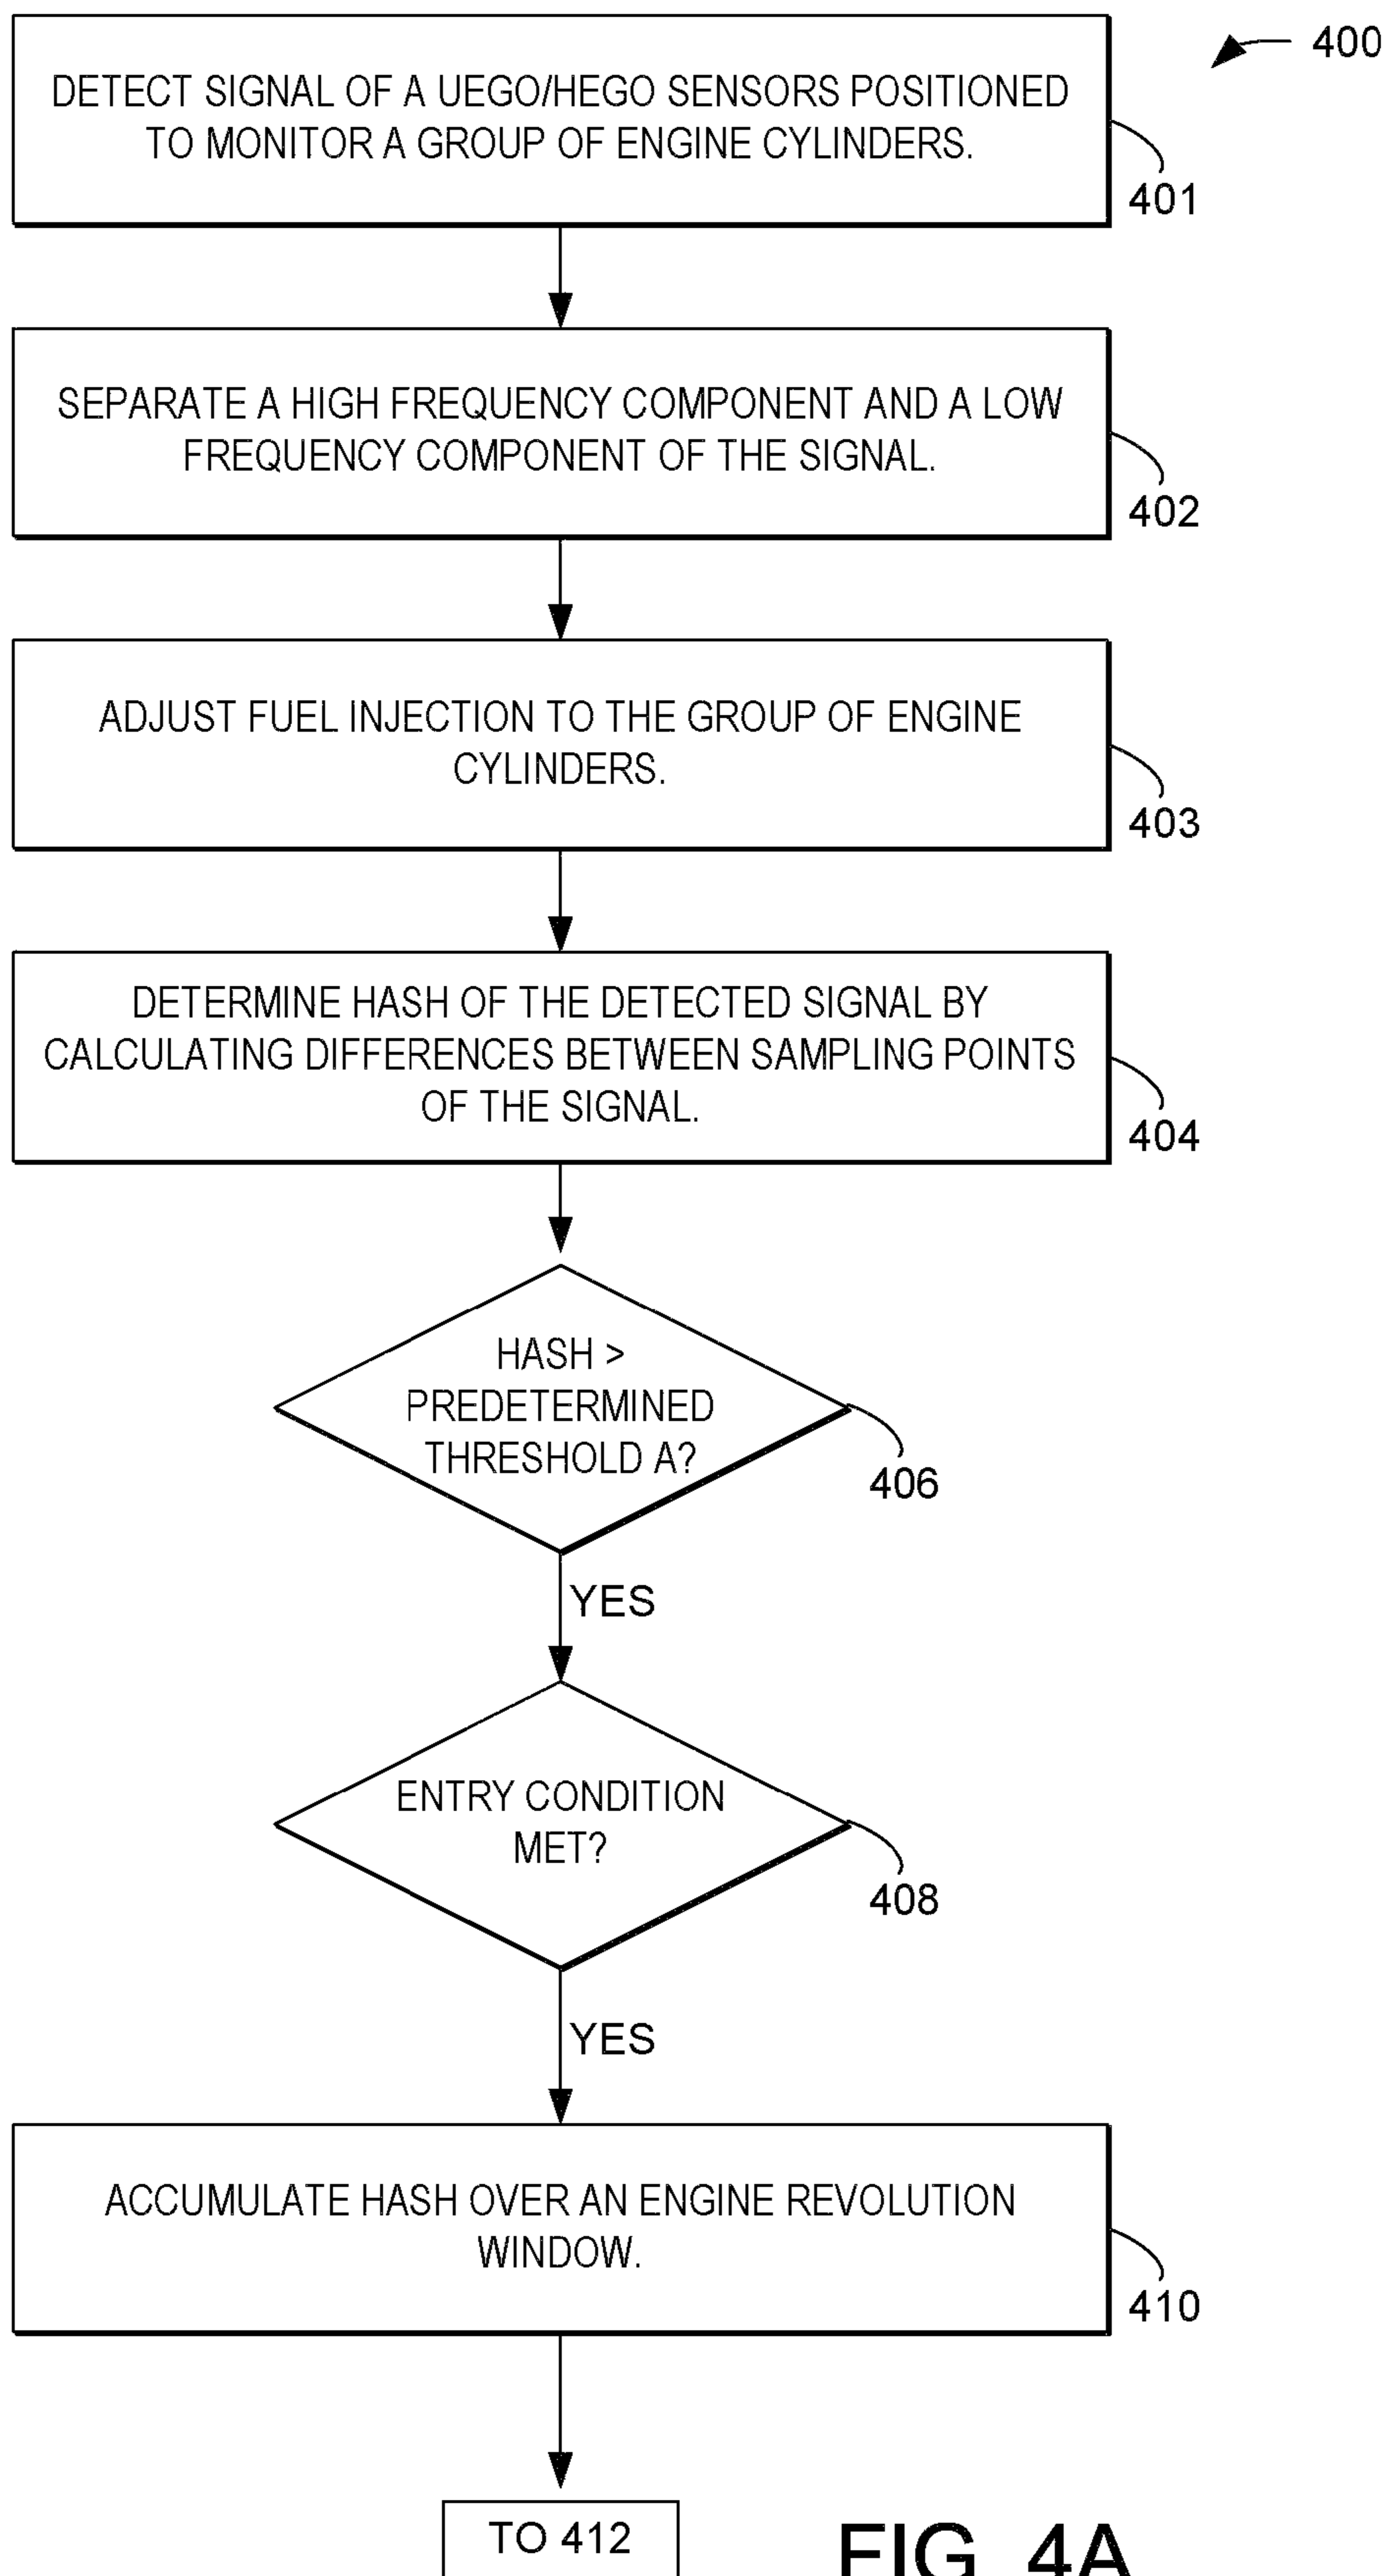 400
DETECT SIGNAL OF A UEGO/HEGO SENSORS POSITIONED
TO MONITOR A GROUP OF ENGINE CYLINDERS.
401
SEPARATE A HIGH FREQUENCY COMPONENT AND A LOW
FREQUENCY COMPONENT OF THE SIGNAL.
402
ADJUST FUEL INJECTION TO THE GROUP OF ENGINE
CYLINDERS.
403
DETERMINE HASH OF THE DETECTED SIGNAL BY
CALCULATING DIFFERENCES BETWEEN SAMPLING POINTS
OF THE SIGNAL.
404
HASH >
PREDETERMINED
THRESHOLD A?
406
YES
ENTRY CONDITION
MET?
408
YES
ACCUMULATE HASH OVER AN ENGINE REVOLUTION
WINDOW.
410
TO 412
FIG. 4A